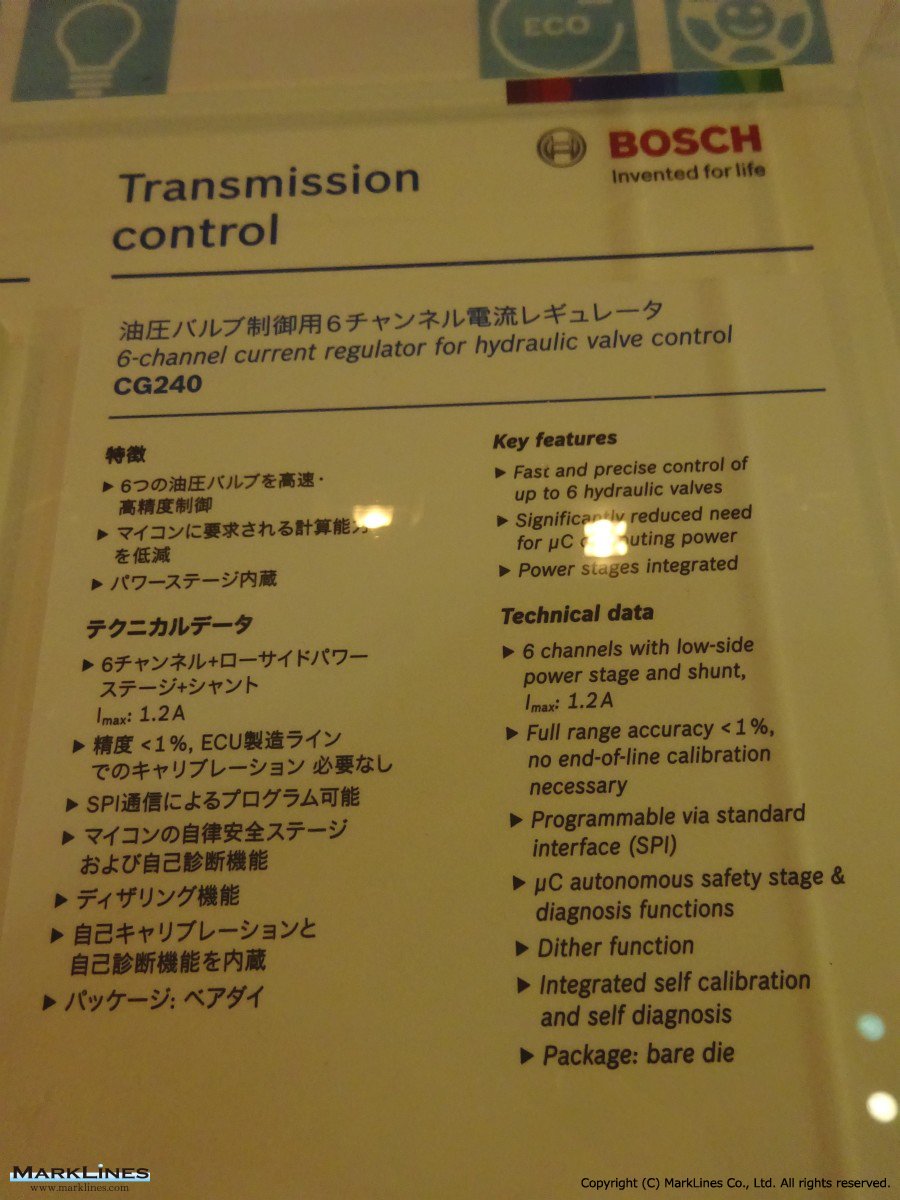 ECO
BOSCH
Invented for life
Transmission
control
油圧バルブ制御用6チャンネル電流レギュレータ
6-channel current regulator for hydraulic valve control
CG240
特徴
▶ 6つの油圧バルブを高速・
高精度制御
▶ マイコンに要求される計算能力
を低減
▶ パワーステージ内蔵
テクニカルデータ
▶ 6チャンネル+ローサイドパワー
ステージ+シャント
Imax: 1.2 A
▶ 精度 <1%, ECU製造ライン
でのキャリブレーション 必要なし
▶ SPI通信によるプログラム可能
▶ マイコンの自律安全ステージ
および自己診断機能
▶ ディザリング機能
▶ 自己キャリブレーションと
自己診断機能を内蔵
▶ パッケージ: ベアダイ
Key features
▶ Fast and precise control of
up to 6 hydraulic valves
▶ Significantly reduced need
for µC computing power
▶ Power stages integrated
Technical data
▶ 6 channels with low-side
power stage and shunt,
Imax: 1.2 A
▶ Full range accuracy <1%,
no end-of-line calibration
necessary
▶ Programmable via standard
interface (SPI)
▶ µC autonomous safety stage &
diagnosis functions
▶ Dither function
▶ Integrated self calibration
and self diagnosis
▶ Package: bare die
MARKLINES
www.marklines.com
Copyright (C) MarkLines Co., Ltd. All rights reserved.